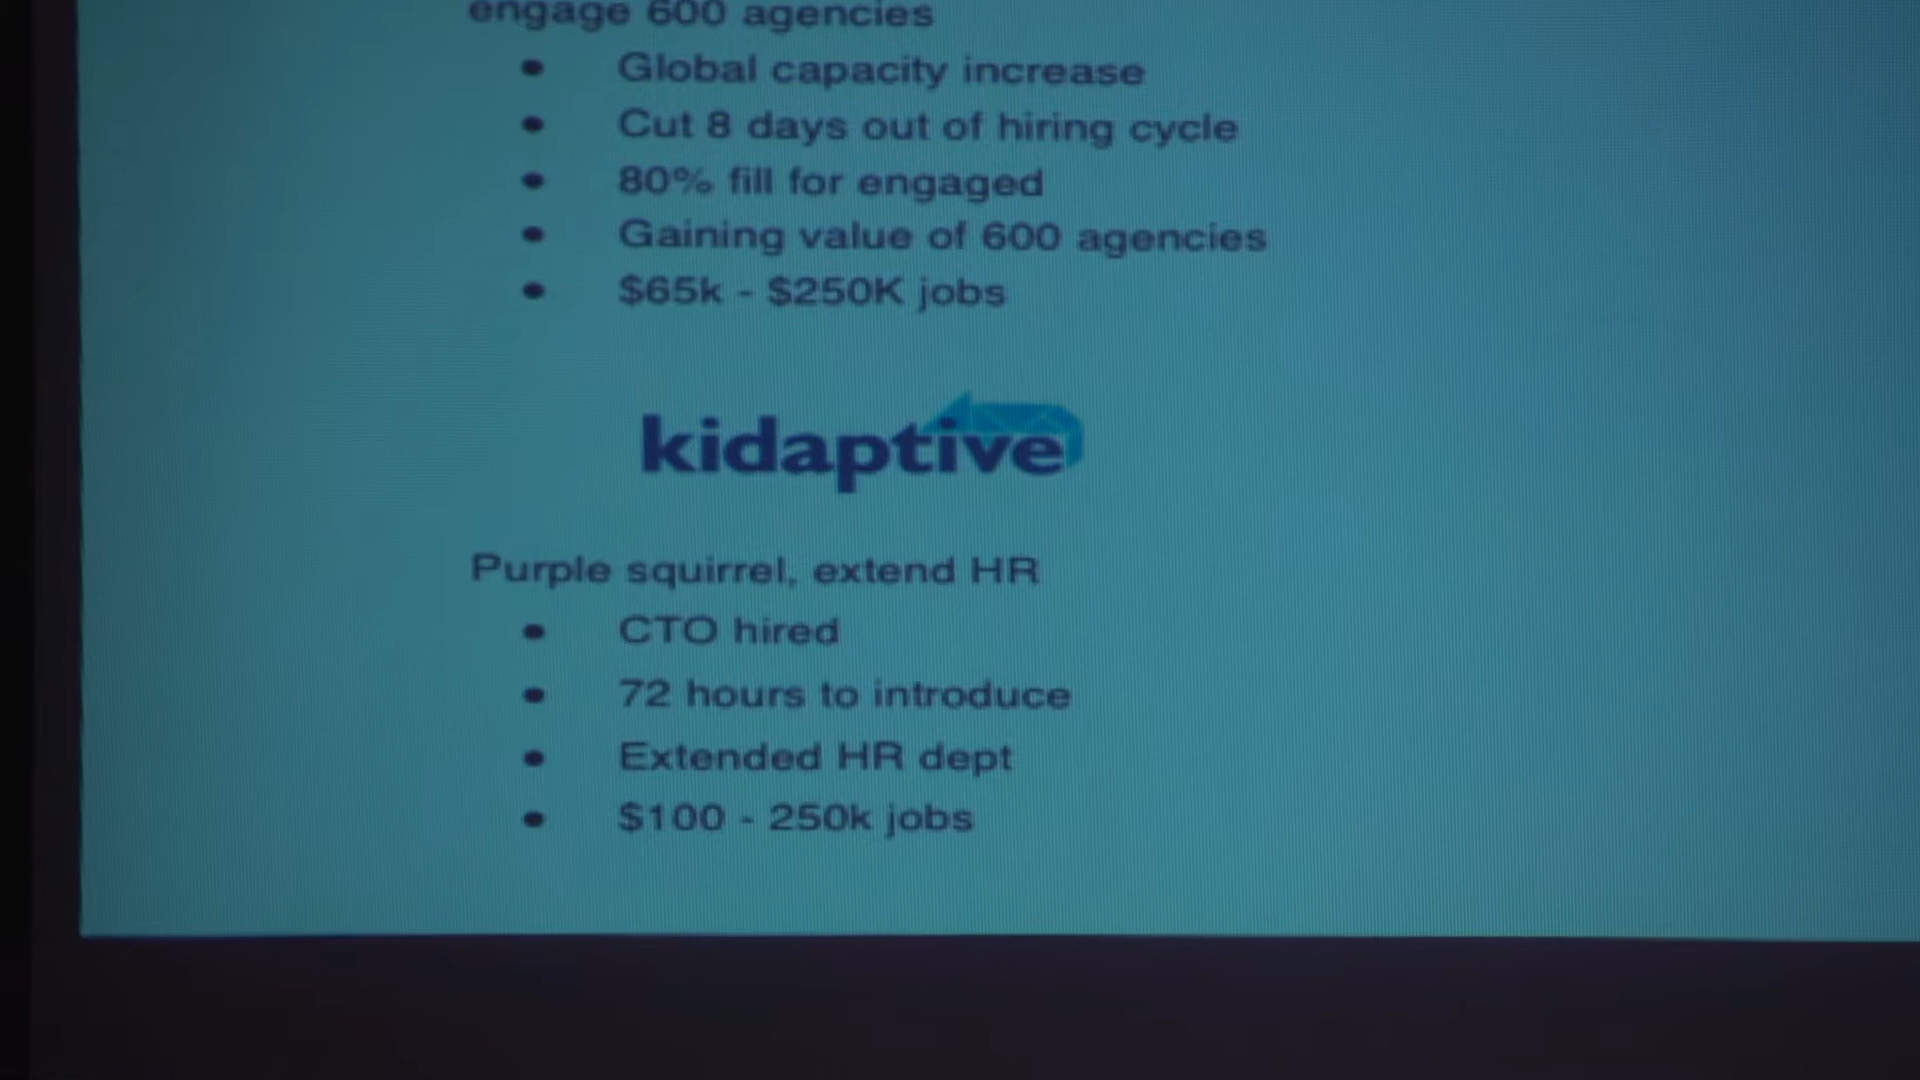 engage 600 agencies
• Global capacity increase
• Cut 8 days out of hiring cycle
• 80% fill for engaged
• Gaining value of 600 agencies
• $65k - $250K jobs
kidaptive
Purple squirrel, extend HR
• CTO hired
• 72 hours to introduce
• Extended HR dept
• $100 - 250k jobs